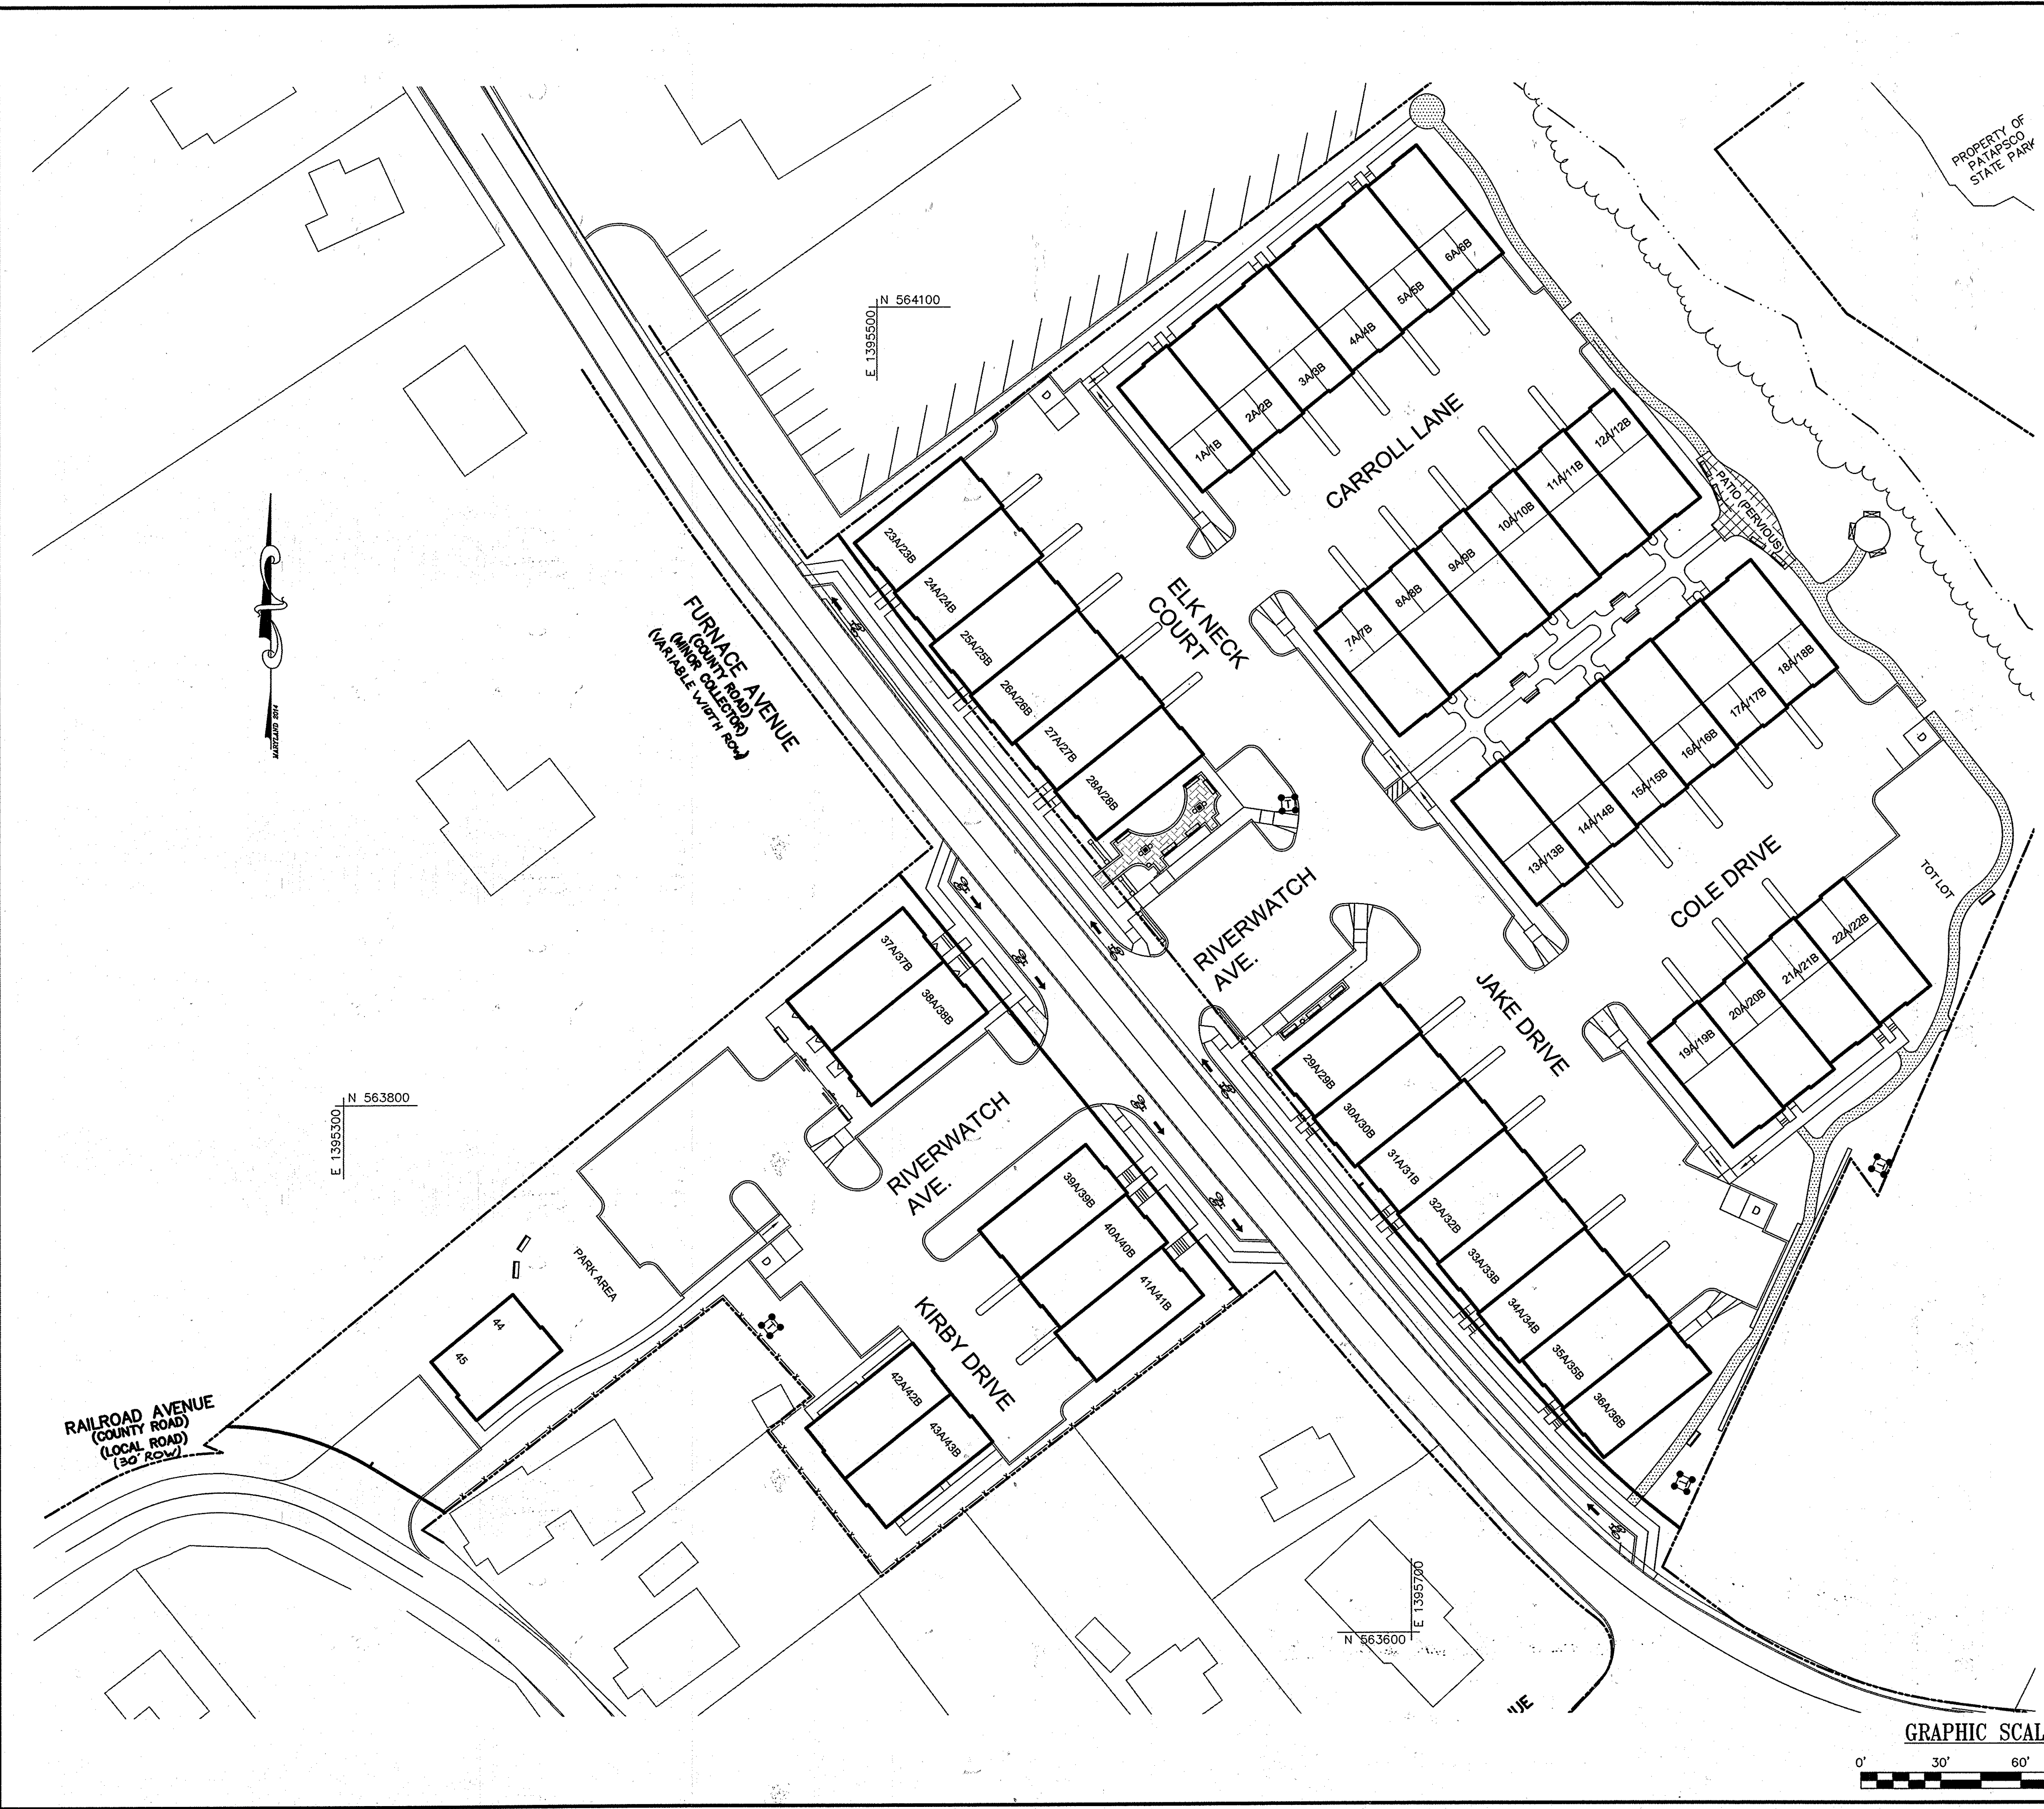 PROPERTY OF
PATAPSCO
STATE PARK
N 564100
E 1395500
6A/6B
5A/5B
4A/4B
3A/3B
2A/2B
1A/1B
D
CARROLL LANE
12A/12B
11A/11B
10A/10B
9A/9B
8A/8B
7A/7B
PATIO (PERVIOUS)
23A/23B
24A/24B
25A/25B
26A/26B
27A/27B
28A/28B
ELK NECK
COURT
FURNACE AVENUE
(COUNTY ROAD)
(MINOR COLLECTOR)
(VARIABLE WIDTH ROW)
MARYLAND 2014
T
18A/18B
17A/17B
16A/16B
15A/15B
14A/14B
13A/13B
D
COLE DRIVE
TOT LOT
22A/22B
21A/21B
20A/20B
19A/19B
RIVERWATCH
AVE.
JAKE DRIVE
37A/37B
38A/38B
29A/29B
30A/30B
31A/31B
32A/32B
33A/33B
34A/34B
35A/35B
36A/36B
D
T
T
N 563800
E 1395300
RIVERWATCH
AVE.
39A/39B
40A/40B
41A/41B
D
T
PARK AREA
44
45
KIRBY DRIVE
42A/42B
43A/43B
RAILROAD AVENUE
(COUNTY ROAD)
(LOCAL ROAD)
(30' ROW)
E 1395700
N 563600
UE
GRAPHIC SCAL
0' 30' 60'